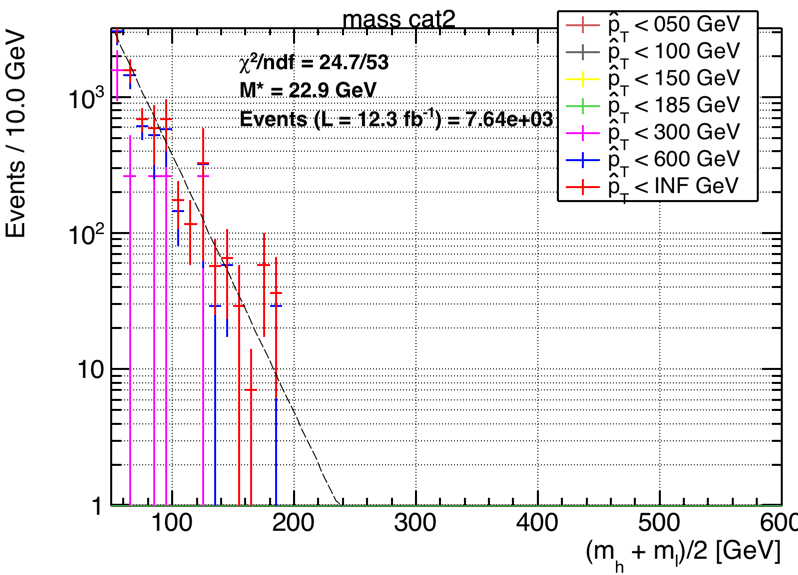 mass cat2
χ²/ndf = 24.7/53
M* = 22.9 GeV
Events (L = 12.3 fb⁻¹) = 7.64e+03
p̂_T < 050 GeV
p̂_T < 100 GeV
p̂_T < 150 GeV
p̂_T < 185 GeV
p̂_T < 300 GeV
p̂_T < 600 GeV
p̂_T < INF GeV
Events / 10.0 GeV
10³
10²
10
1
100 200 300 400 500 600
(m_h + m_l)/2 [GeV]